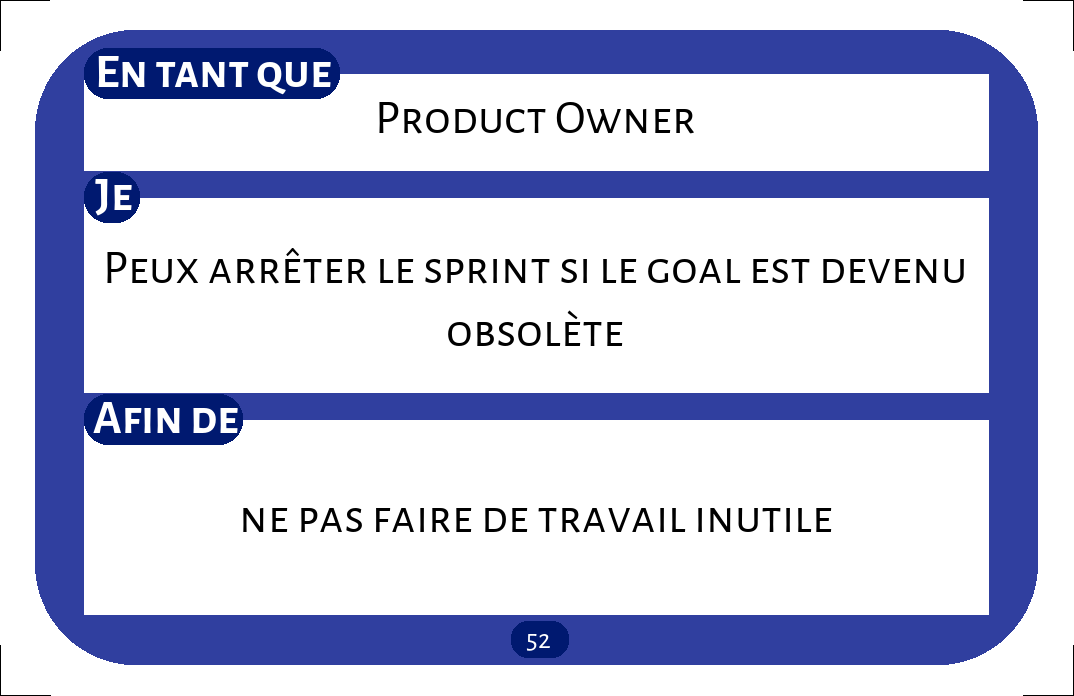 En tant que
Product Owner
Je
Peux arrêter le sprint si le goal est devenu
obsolète
Afin de
ne pas faire de travail inutile
52